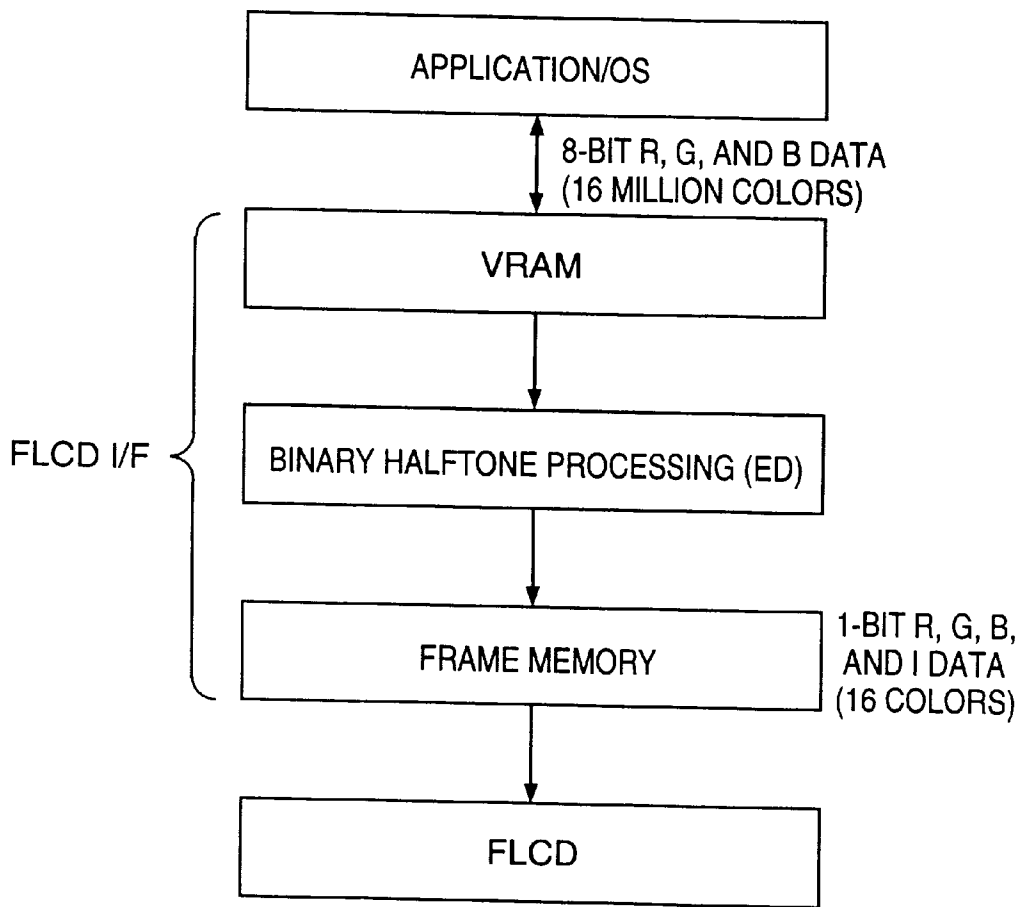 APPLICATION/OS
8-BIT R, G, AND B DATA
(16 MILLION COLORS)
VRAM
FLCD I/F
BINARY HALFTONE PROCESSING (ED)
FRAME MEMORY
1-BIT R, G, B,
AND I DATA
(16 COLORS)
FLCD